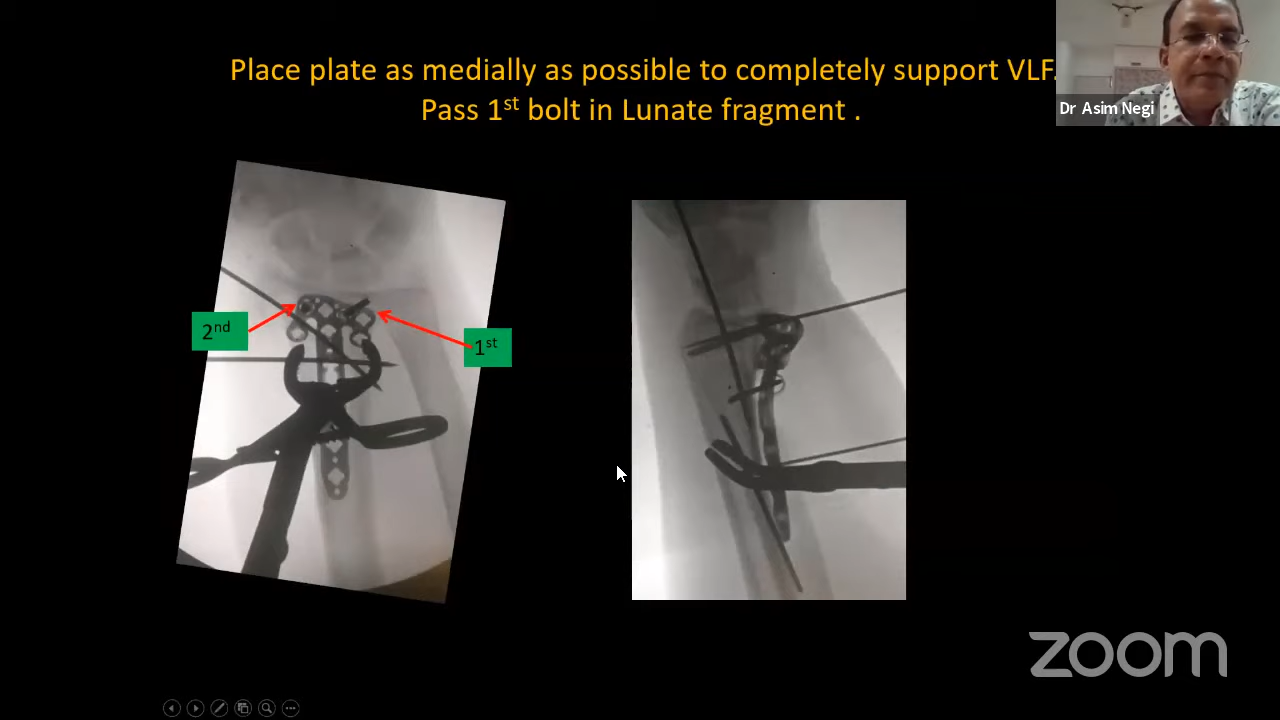 Place plate as medially as possible to completely support VLF.
Pass 1st bolt in Lunate fragment .
Dr Asim Negi
2nd
1st
zoom